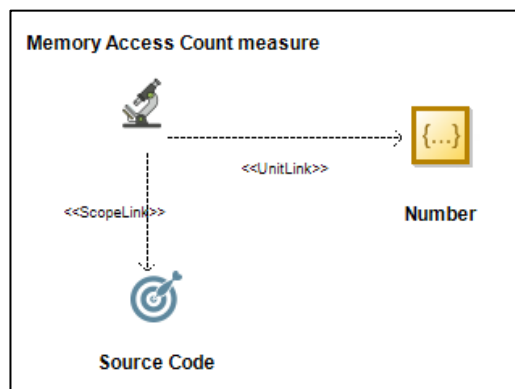 Memory Access Count measure
{...}
<<UnitLink>>
<<ScopeLink>>
Number
Source Code